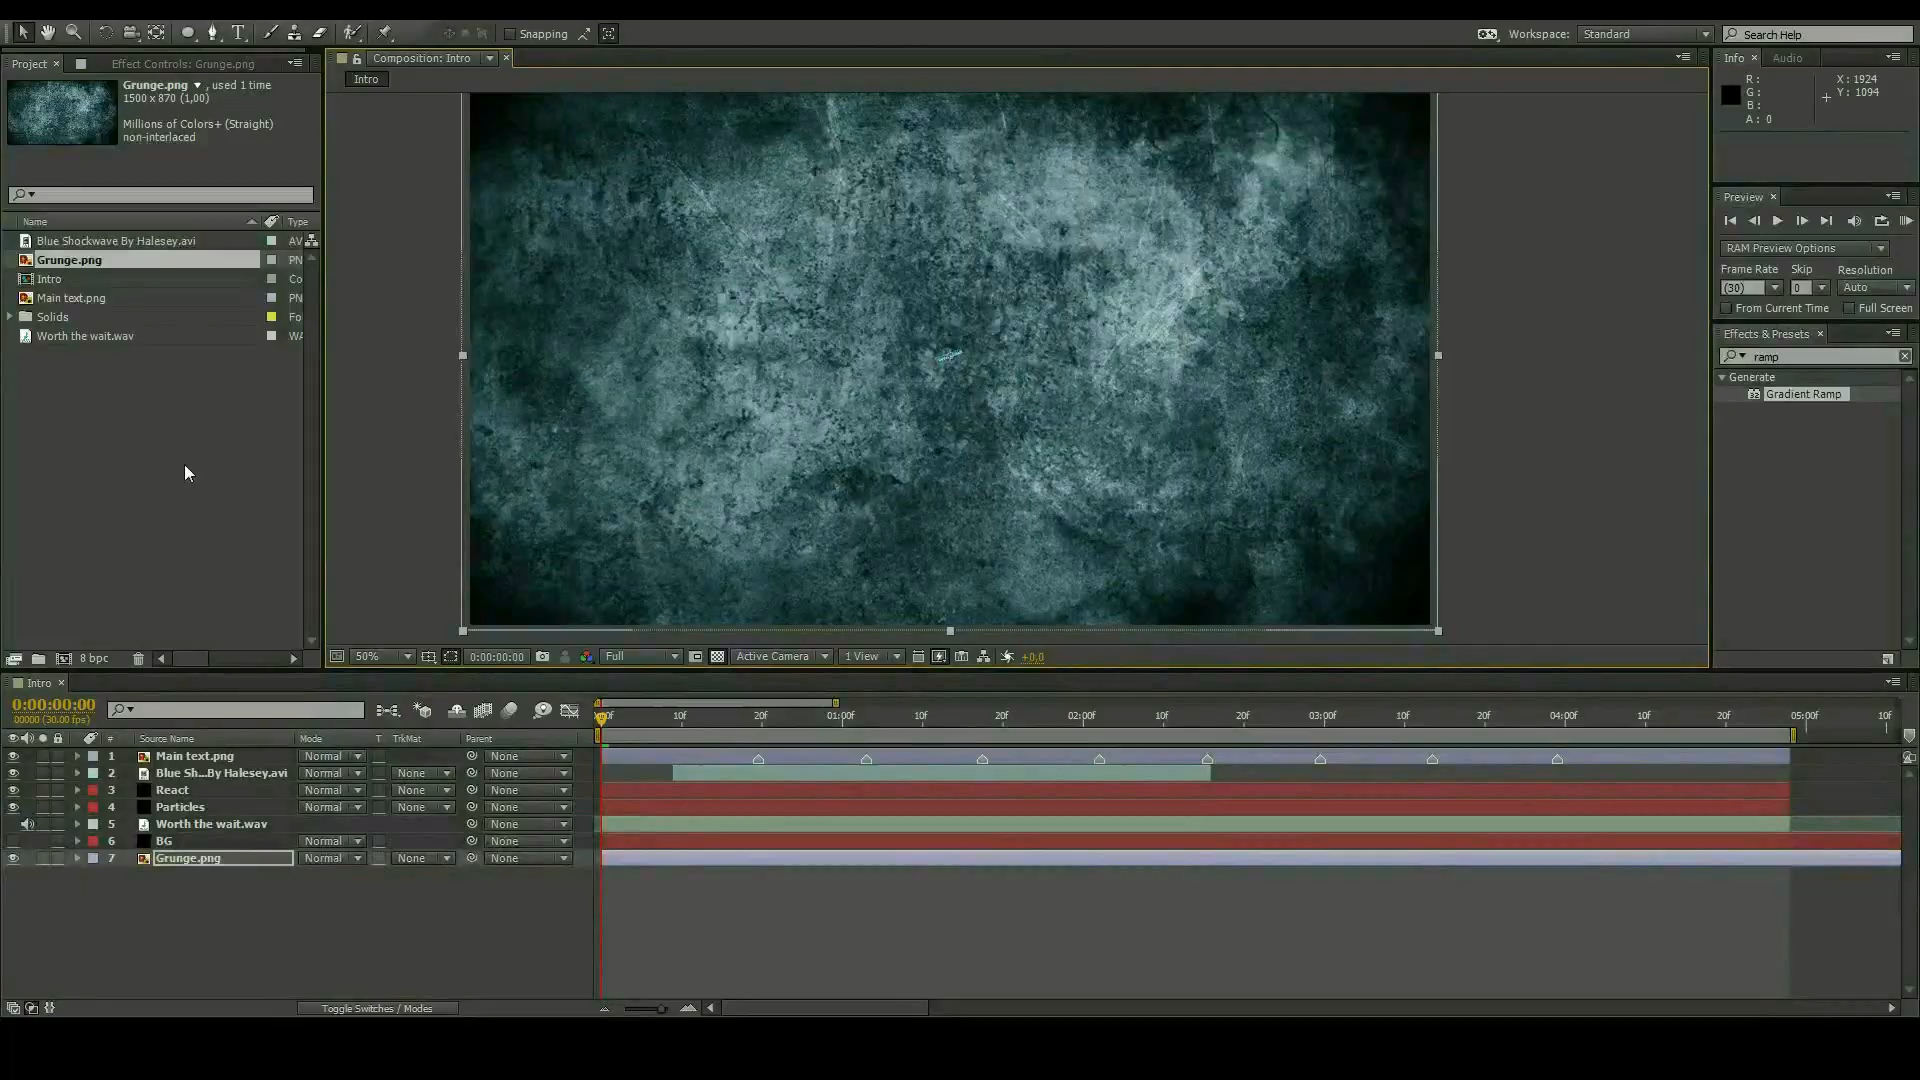 Snapping
Workspace: Standard
Search Help
Project
Effect Controls: Grunge.png
Grunge.png , used 1 time
1500 x 870 (1,00)
Millions of Colors+ (Straight)
non-interlaced
Name Type
Blue Shockwave By Halesey.avi AV
Grunge.png PN
Intro Co
Main text.png PN
Solids Fo
Worth the wait.wav WA
8 bpc
Composition: Intro
Intro
50% 0:00:00:00 Full Active Camera 1 View +0,0
Info Audio
R : X : 1924
G : Y : 1094
B :
A : 0
Preview
RAM Preview Options
Frame Rate Skip Resolution
(30) 0 Auto
From Current Time Full Screen
Effects & Presets
ramp
Generate
Gradient Ramp
Intro
0:00:00:00
00000 (30.00 fps)
10f 20f 01:00f 10f 20f 02:00f 10f 20f 03:00f 10f 20f 04:00f 10f 20f 05:00f 10f
# Source Name Mode T TrkMat Parent
1 Main text.png Normal None
2 Blue Sh...By Halesey.avi Normal None None
3 React Normal None None
4 Particles Normal None None
5 Worth the wait.wav None
6 BG Normal None None
7 Grunge.png Normal None None
Toggle Switches / Modes